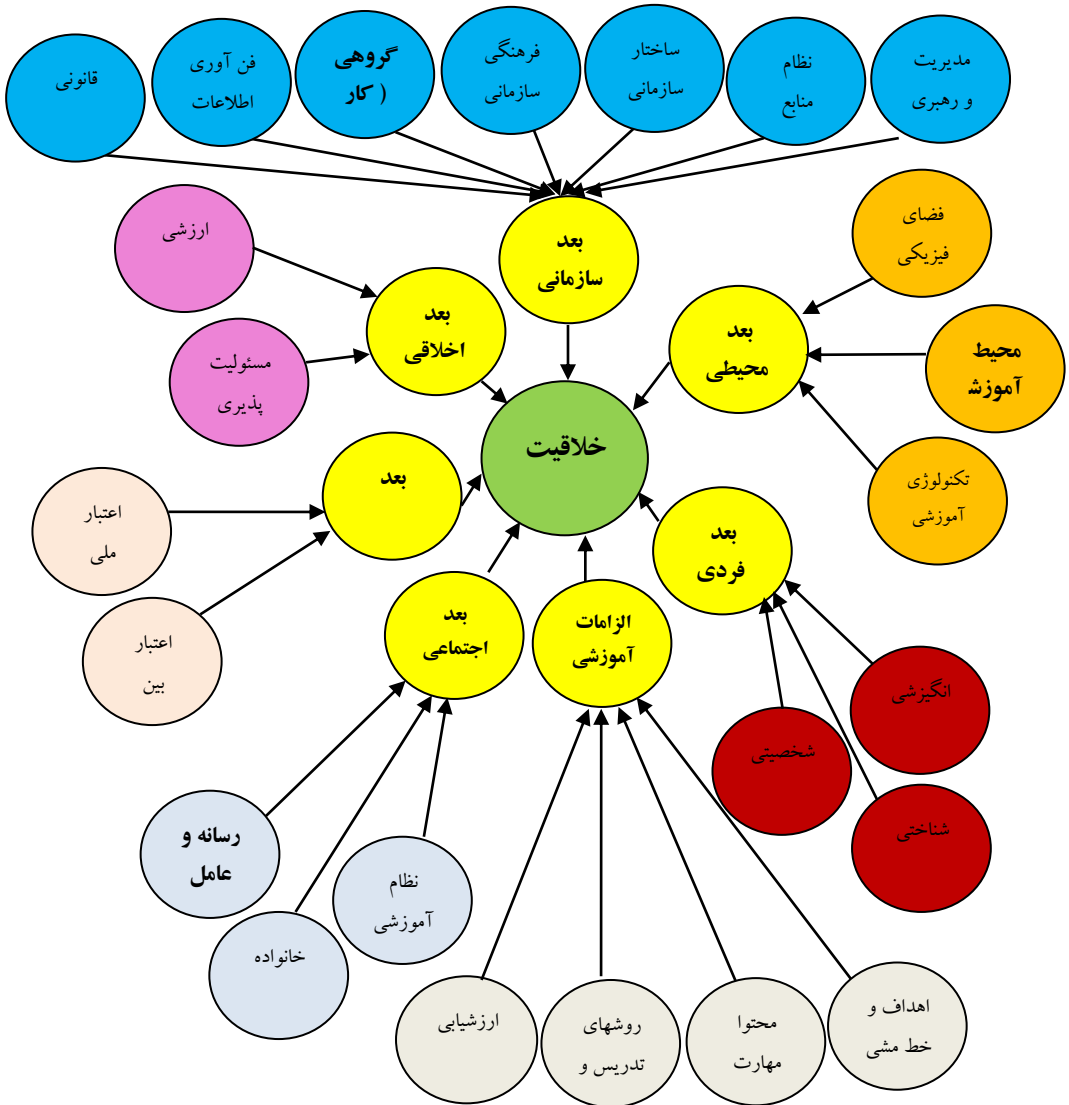 مدیریت
و رهبری
نظام
منابع
ساختار
سازمانی
فرهنگی
سازمانی
گروهی
( کار
فن آوری
اطلاعات
قانونی
بعد
سازمانی
ارزشی
مسئولیت
پذیری
بعد
اخلاقی
فضای
فیزیکی
محیط
آموزش
تکنولوژی
آموزشی
بعد
محیطی
خلاقیت
بعد
اعتبار
ملی
اعتبار
بین
بعد
فردی
انگیزشی
شخصیتی
شناختی
الزامات
آموزشی
بعد
اجتماعی
رسانه و
عامل
خانواده
نظام
آموزشی
اهداف و
خط مشی
محتوا
مهارت
روشهای
تدریس و
ارزشیابی